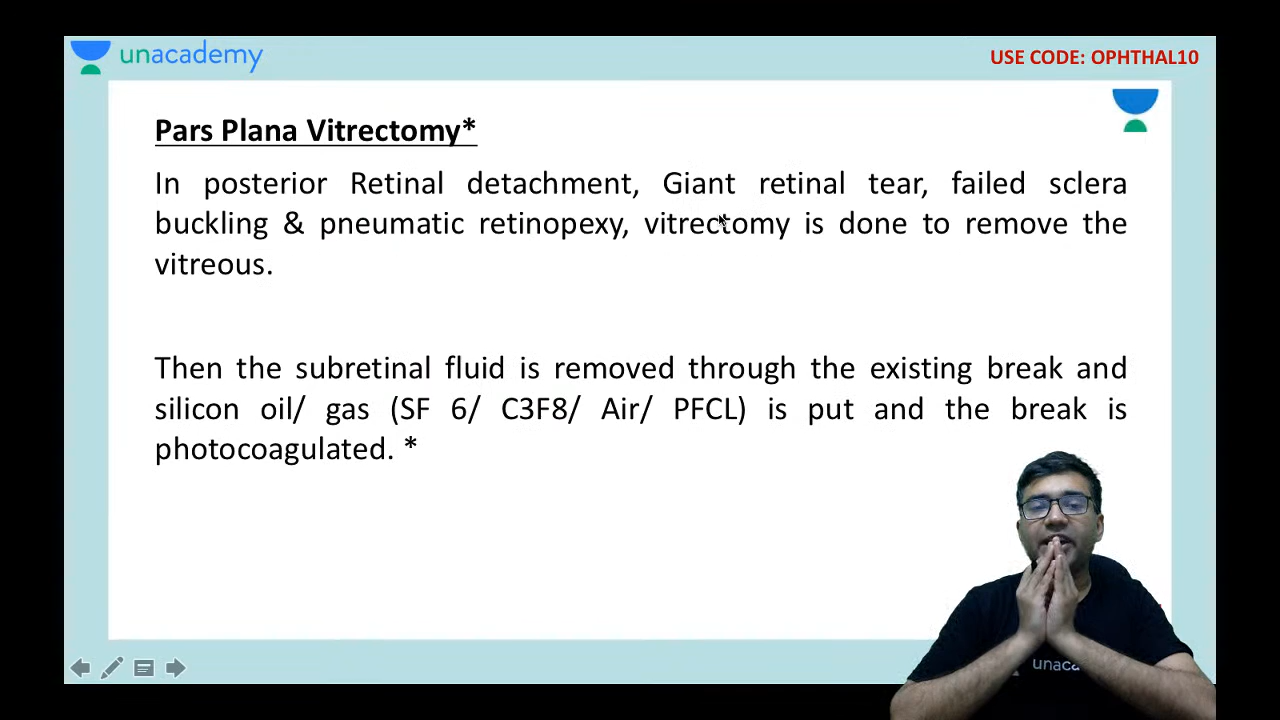 unacademy
USE CODE: OPHTHAL10
Pars Plana Vitrectomy*
In posterior Retinal detachment, Giant retinal tear, failed sclera
buckling & pneumatic retinopexy, vitrectomy is done to remove the
vitreous.
Then the subretinal fluid is removed through the existing break and
silicon oil/ gas (SF 6/ C3F8/ Air/ PFCL) is put and the break is
photocoagulated. *
unaca